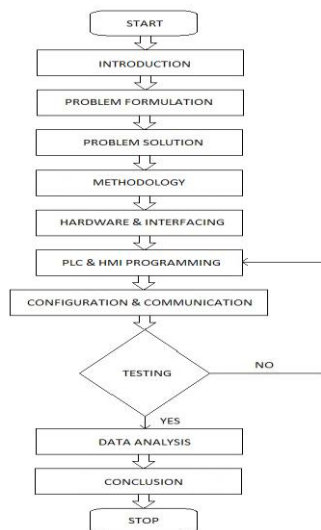 START
INTRODUCTION
PROBLEM FORMULATION
PROBLEM SOLUTION
METHODOLOGY
HARDWARE & INTERFACING
PLC & HMI PROGRAMMING
CONFIGURATION & COMMUNICATION
TESTING
NO
YES
DATA ANALYSIS
CONCLUSION
STOP